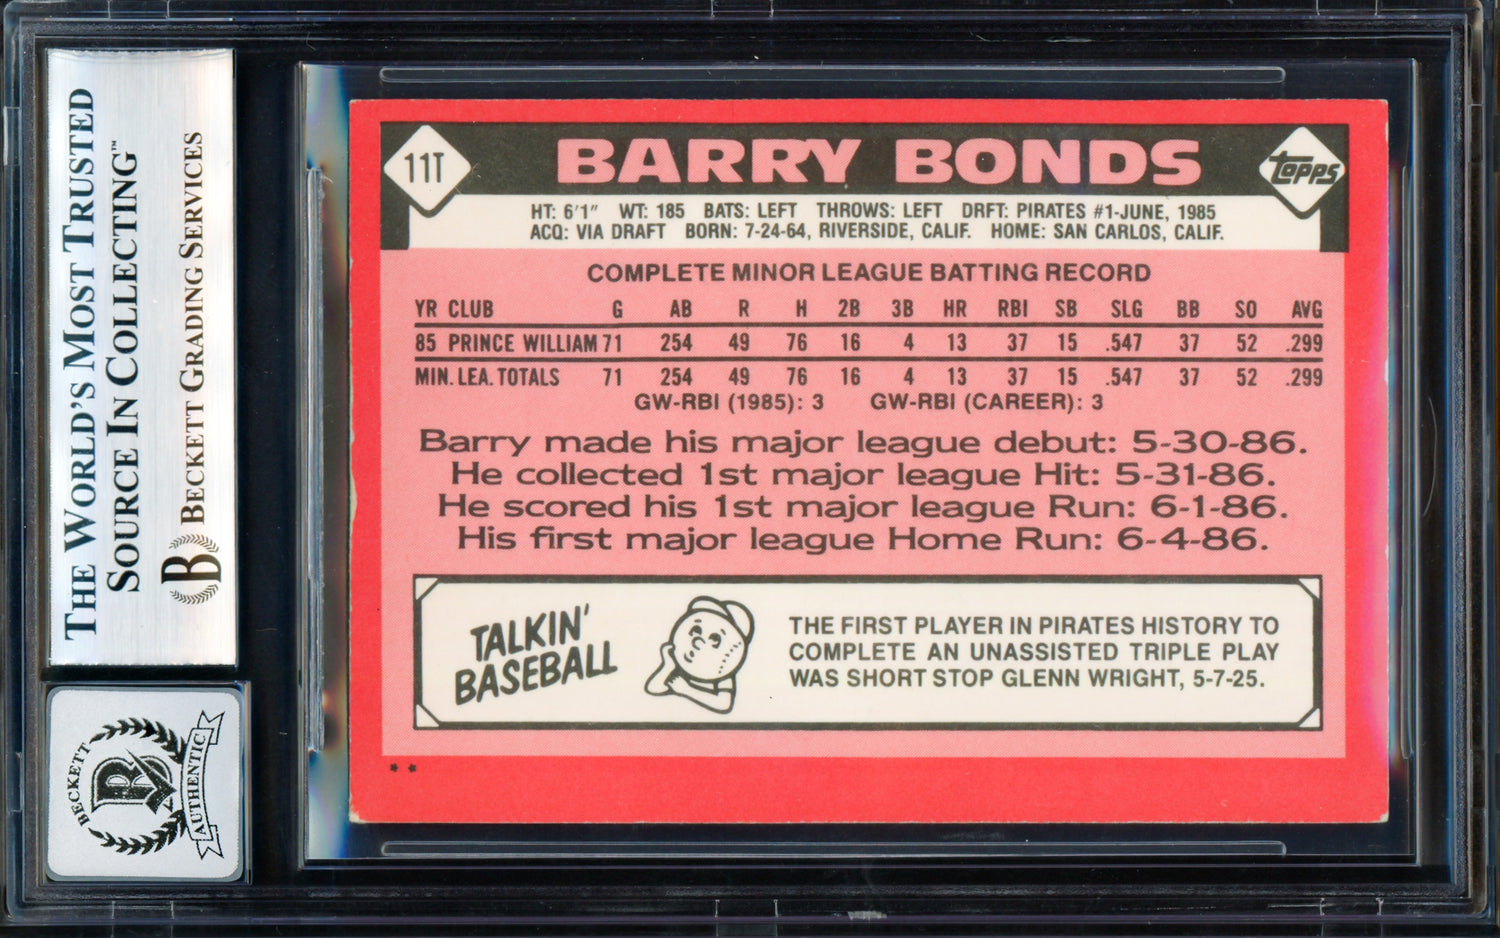 THE WORLD'S MOST TRUSTED
SOURCE IN COLLECTING™
BECKETT GRADING SERVICES
B
BECKETT
B
AUTHENTIC
11T
BARRY BONDS
topps
HT: 6'1" WT: 185 BATS: LEFT THROWS: LEFT DRFT: PIRATES #1-JUNE, 1985
ACQ: VIA DRAFT BORN: 7-24-64, RIVERSIDE, CALIF. HOME: SAN CARLOS, CALIF.
COMPLETE MINOR LEAGUE BATTING RECORD
YR CLUB G AB R H 2B 3B HR RBI SB SLG BB SO AVG
85 PRINCE WILLIAM 71 254 49 76 16 4 13 37 15 .547 37 52 .299
MIN. LEA. TOTALS 71 254 49 76 16 4 13 37 15 .547 37 52 .299
GW-RBI (1985): 3 GW-RBI (CAREER): 3
Barry made his major league debut: 5-30-86.
He collected 1st major league Hit: 5-31-86.
He scored his 1st major league Run: 6-1-86.
His first major league Home Run: 6-4-86.
TALKIN'
BASEBALL
THE FIRST PLAYER IN PIRATES HISTORY TO
COMPLETE AN UNASSISTED TRIPLE PLAY
WAS SHORT STOP GLENN WRIGHT, 5-7-25.
* *